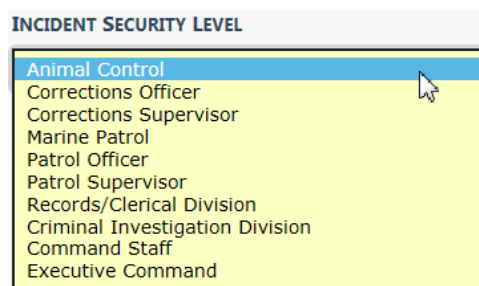 INCIDENT SECURITY LEVEL
Animal Control
Corrections Officer
Corrections Supervisor
Marine Patrol
Patrol Officer
Patrol Supervisor
Records/Clerical Division
Criminal Investigation Division
Command Staff
Executive Command